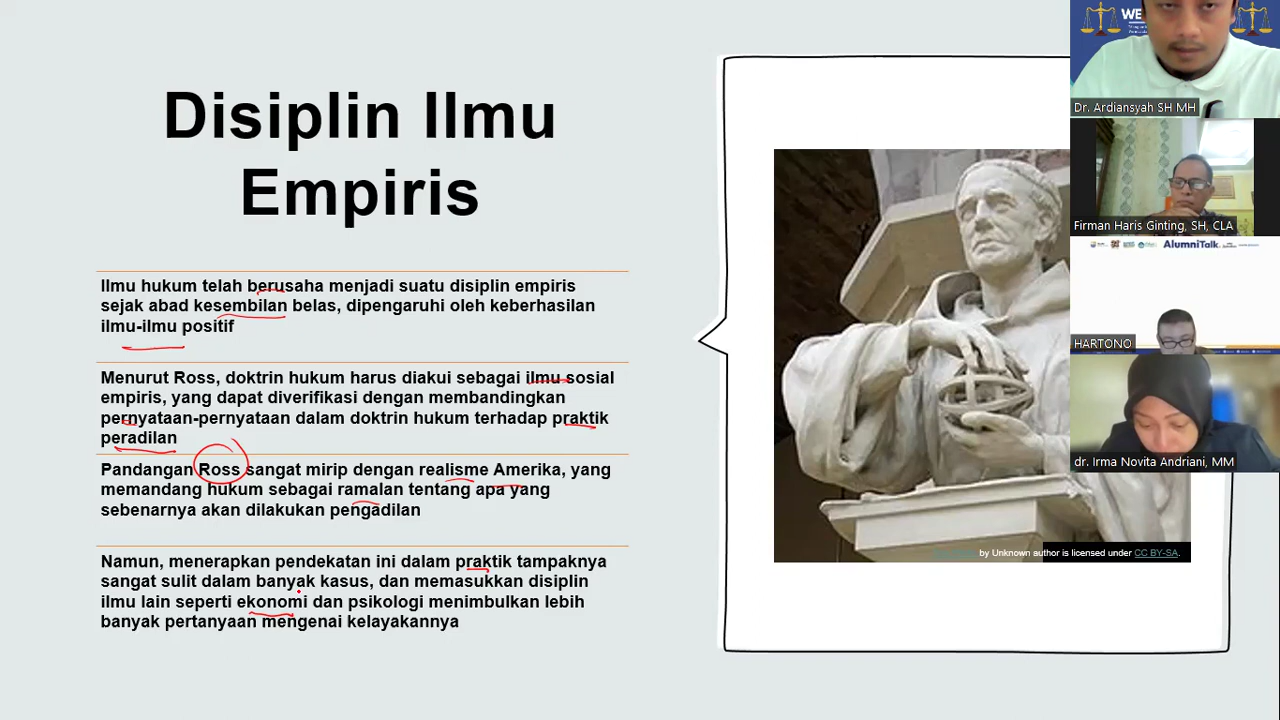 Disiplin Ilmu
Empiris
Ilmu hukum telah berusaha menjadi suatu disiplin empiris
sejak abad kesembilan belas, dipengaruhi oleh keberhasilan
ilmu-ilmu positif
Menurut Ross, doktrin hukum harus diakui sebagai ilmu sosial
empiris, yang dapat diverifikasi dengan membandingkan
pernyataan-pernyataan dalam doktrin hukum terhadap praktik
peradilan
Pandangan Ross sangat mirip dengan realisme Amerika, yang
memandang hukum sebagai ramalan tentang apa yang
sebenarnya akan dilakukan pengadilan
Namun, menerapkan pendekatan ini dalam praktik tampaknya
sangat sulit dalam banyak kasus, dan memasukkan disiplin
ilmu lain seperti ekonomi dan psikologi menimbulkan lebih
banyak pertanyaan mengenai kelayakannya
by Unknown author is licensed under CC BY-SA.
WE
Dr. Ardiansyah SH MH
Firman Haris Ginting, SH, CLA
AlumniTalk
HARTONO
dr. Irma Novita Andriani, MM